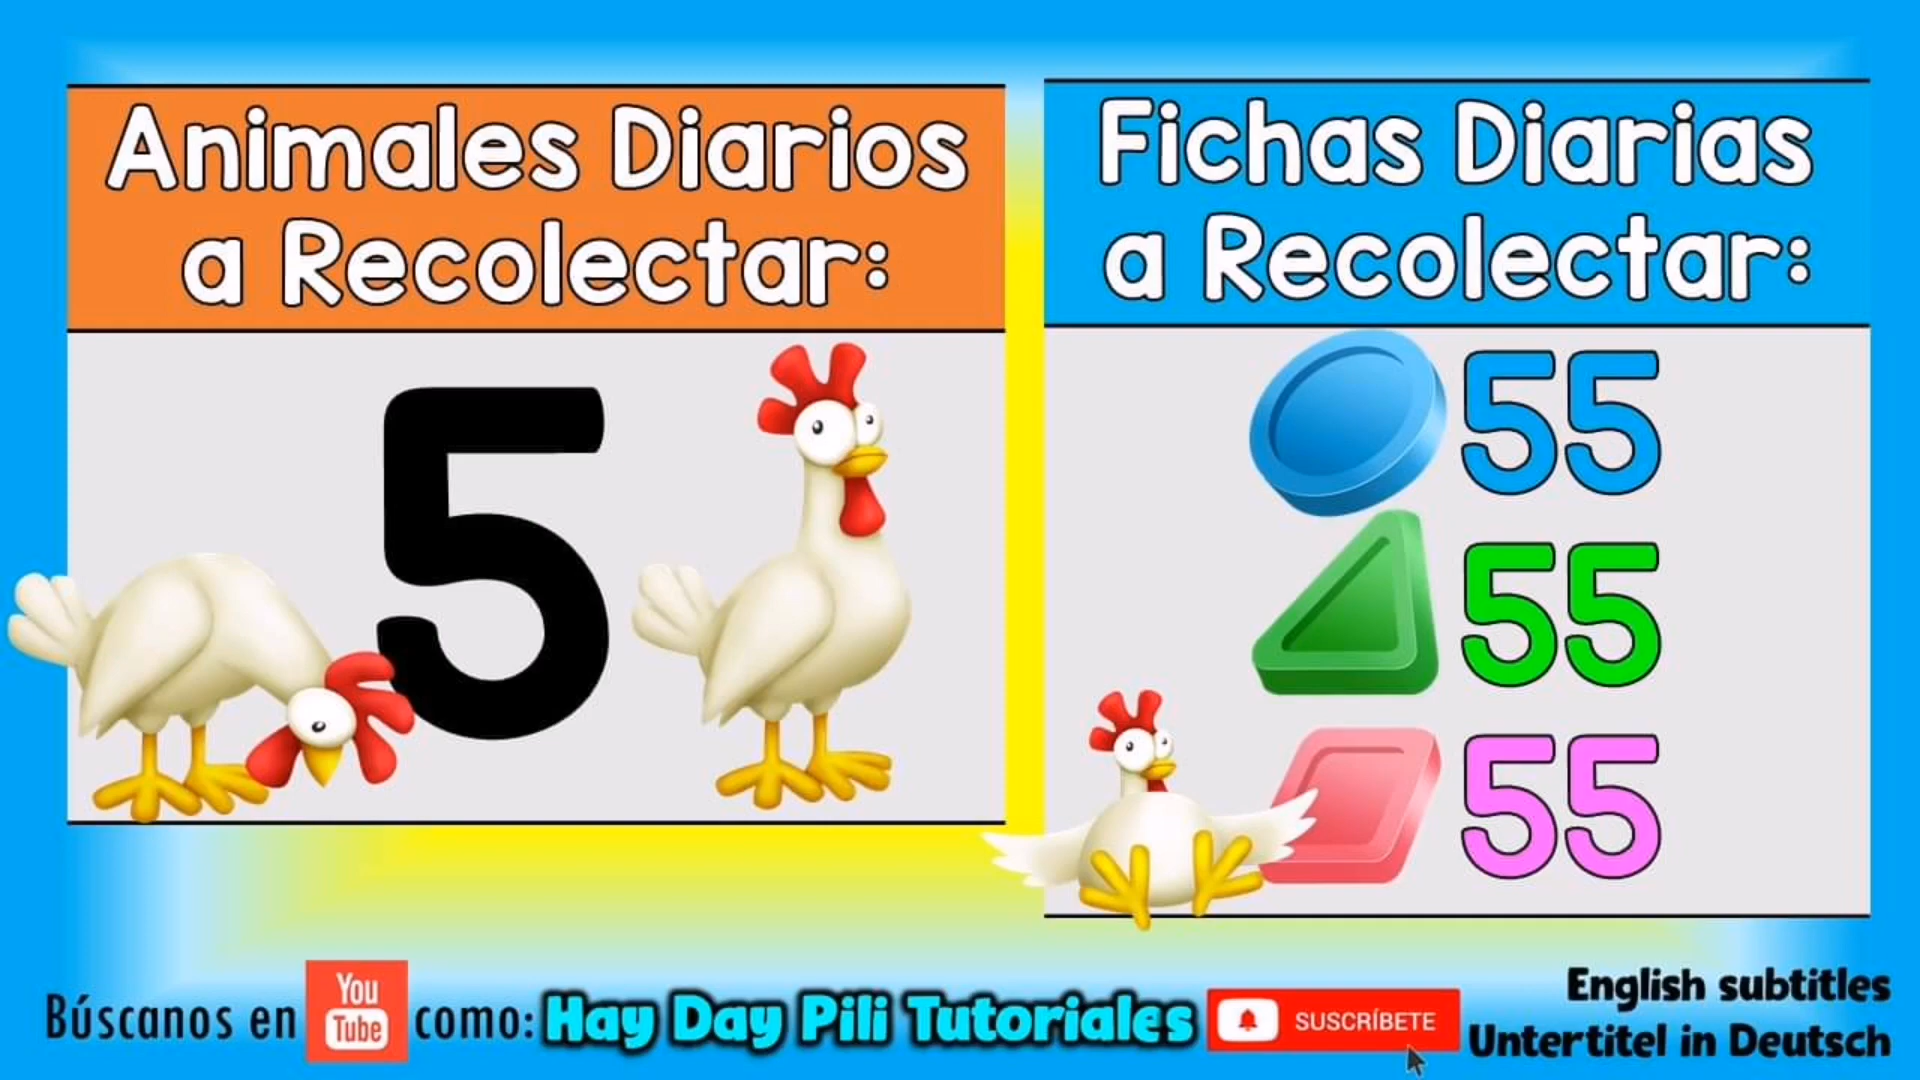 Animales Diarios
a Recolectar:
5
Fichas Diarias
a Recolectar:
55
55
55
Búscanos en You Tube como: Hay Day Pili Tutoriales SUSCRÍBETE
English subtitles
Untertitel in Deutsch